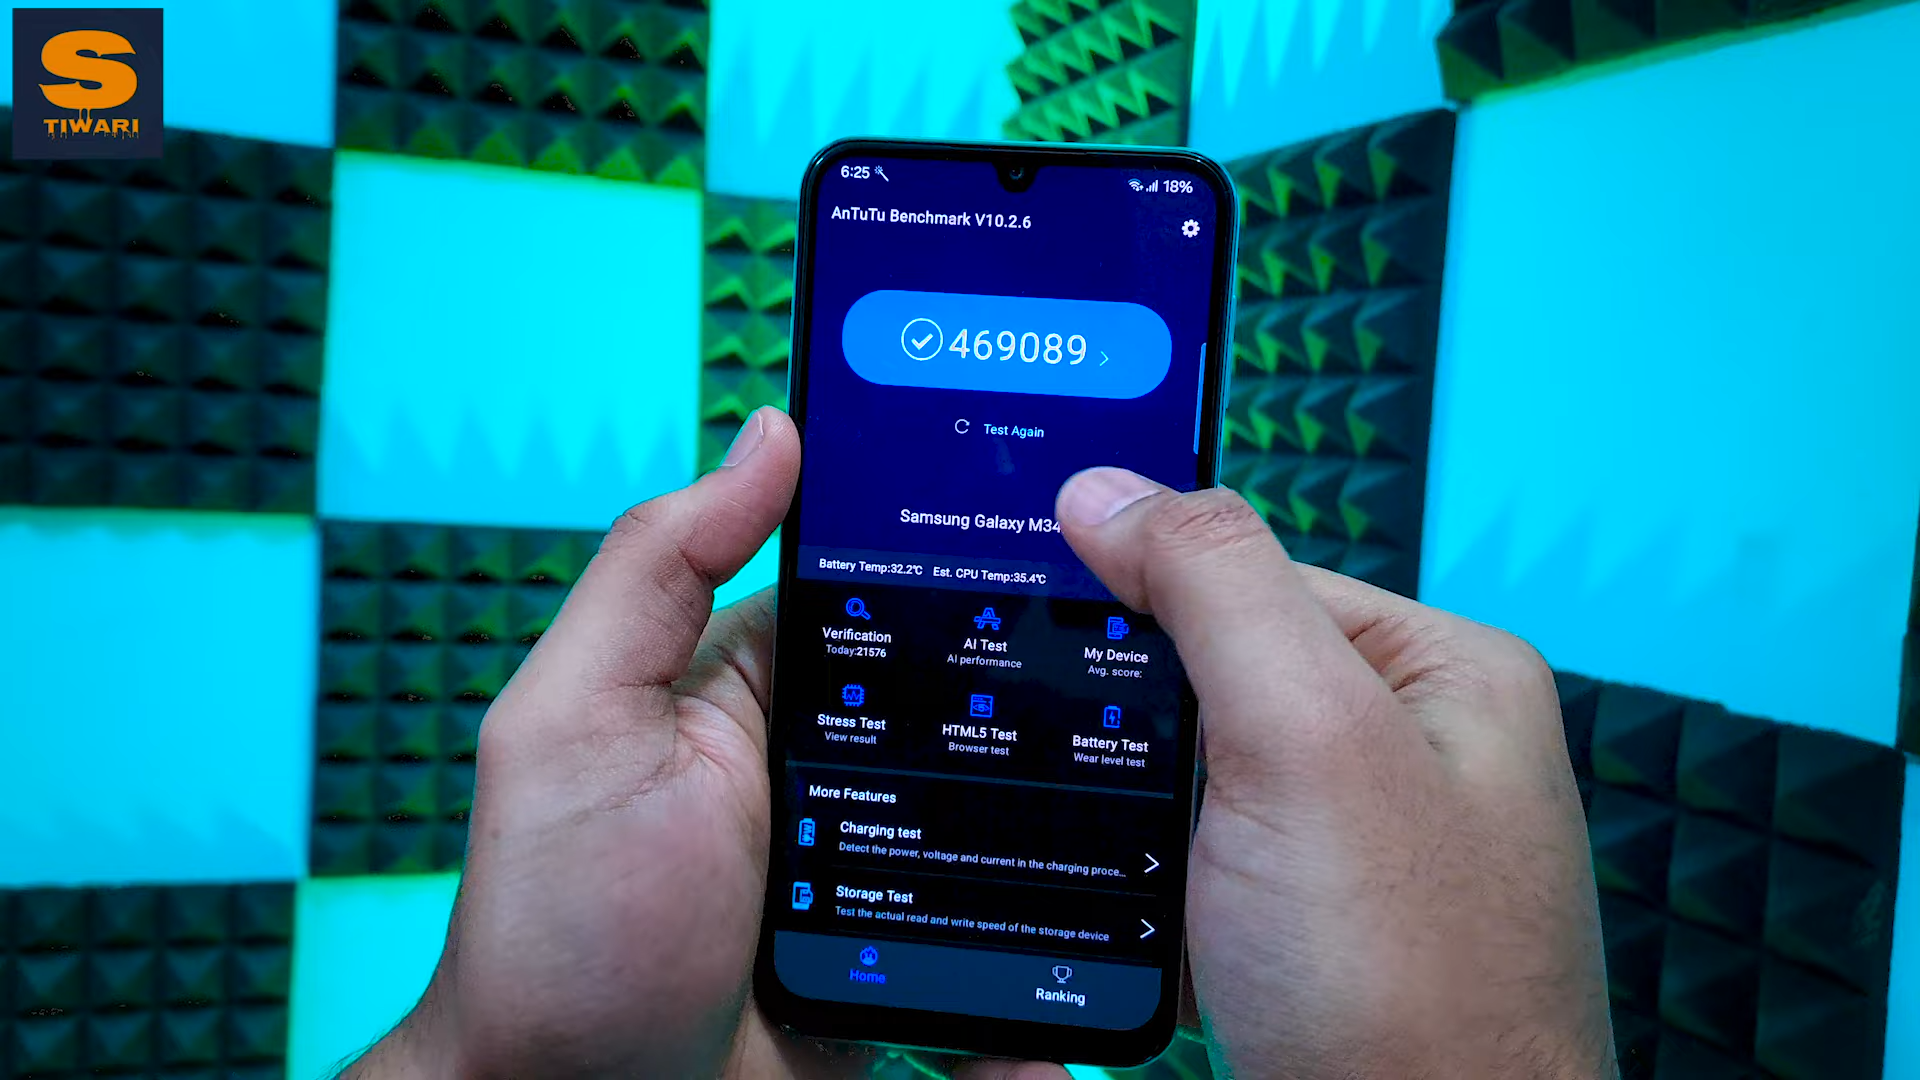 S
TIWARI
6:25
18%
AnTuTu Benchmark V10.2.6
469089
Test Again
Samsung Galaxy M34
Battery Temp:32.2℃ Est. CPU Temp:35.4℃
Verification
Today:21576
AI Test
AI performance
My Device
Avg. score:
Stress Test
View result
HTML5 Test
Browser test
Battery Test
Wear level test
More Features
Charging test
Detect the power, voltage and current in the charging proce...
Storage Test
Test the actual read and write speed of the storage device
Home
Ranking